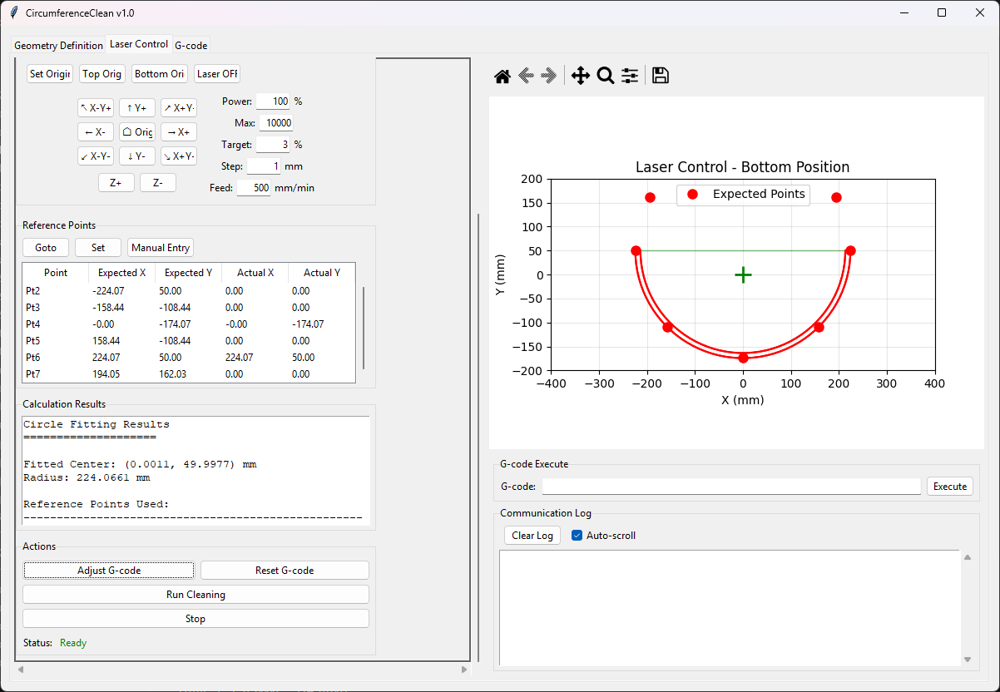 CircumferenceClean v1.0
Geometry Definition Laser Control G-code
Set Origin Top Orig Bottom Ori Laser OFF
↖ X-Y+ ↑ Y+ ↗ X+Y+
← X- ⌂ Orig → X+
↙ X-Y- ↓ Y- ↘ X+Y-
Z+ Z-
Power: 100 %
Max: 10000
Target: 3 %
Step: 1 mm
Feed: 500 mm/min
Reference Points
Goto Set Manual Entry
Point Expected X Expected Y Actual X Actual Y
Pt2 -224.07 50.00 0.00 0.00
Pt3 -158.44 -108.44 0.00 0.00
Pt4 -0.00 -174.07 -0.00 -174.07
Pt5 158.44 -108.44 0.00 0.00
Pt6 224.07 50.00 224.07 50.00
Pt7 194.05 162.03 0.00 0.00
Calculation Results
Circle Fitting Results
====================
Fitted Center: (0.0011, 49.9977) mm
Radius: 224.0661 mm
Reference Points Used:
---------------------------------------------------
Actions
Adjust G-code Reset G-code
Run Cleaning
Stop
Status: Ready
Laser Control - Bottom Position
Expected Points
200
150
100
50
0
−50
−100
−150
−200
Y (mm)
−400 −300 −200 −100 0 100 200 300 400
X (mm)
G-code Execute
G-code: Execute
Communication Log
Clear Log Auto-scroll